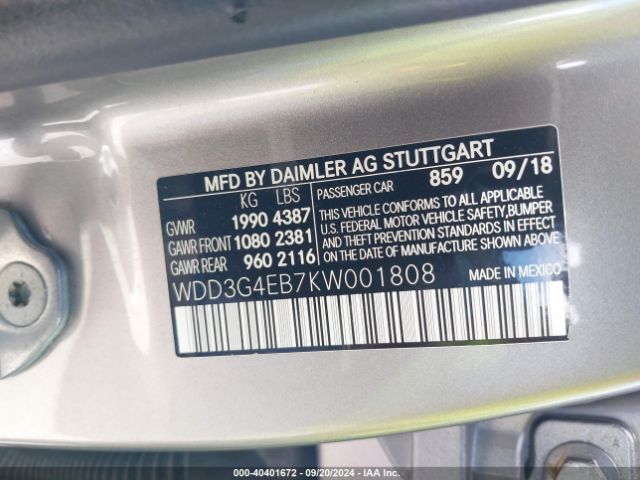 MFD BY DAIMLER AG STUTTGART
KG LBS
GVWR 1990 4387
GAWR FRONT 1080 2381
GAWR REAR 960 2116
PASSENGER CAR 859 09/18
THIS VEHICLE CONFORMS TO ALL APPLICABLE
U.S. FEDERAL MOTOR VEHICLE SAFETY,BUMPER
AND THEFT PREVENTION STANDARDS IN EFFECT
ON THE DATE OF MANUFACTURE SHOWN ABOVE.
WDD3G4EB7KW001808
MADE IN MEXICO
000-40401672 - 09/20/2024 - IAA Inc.